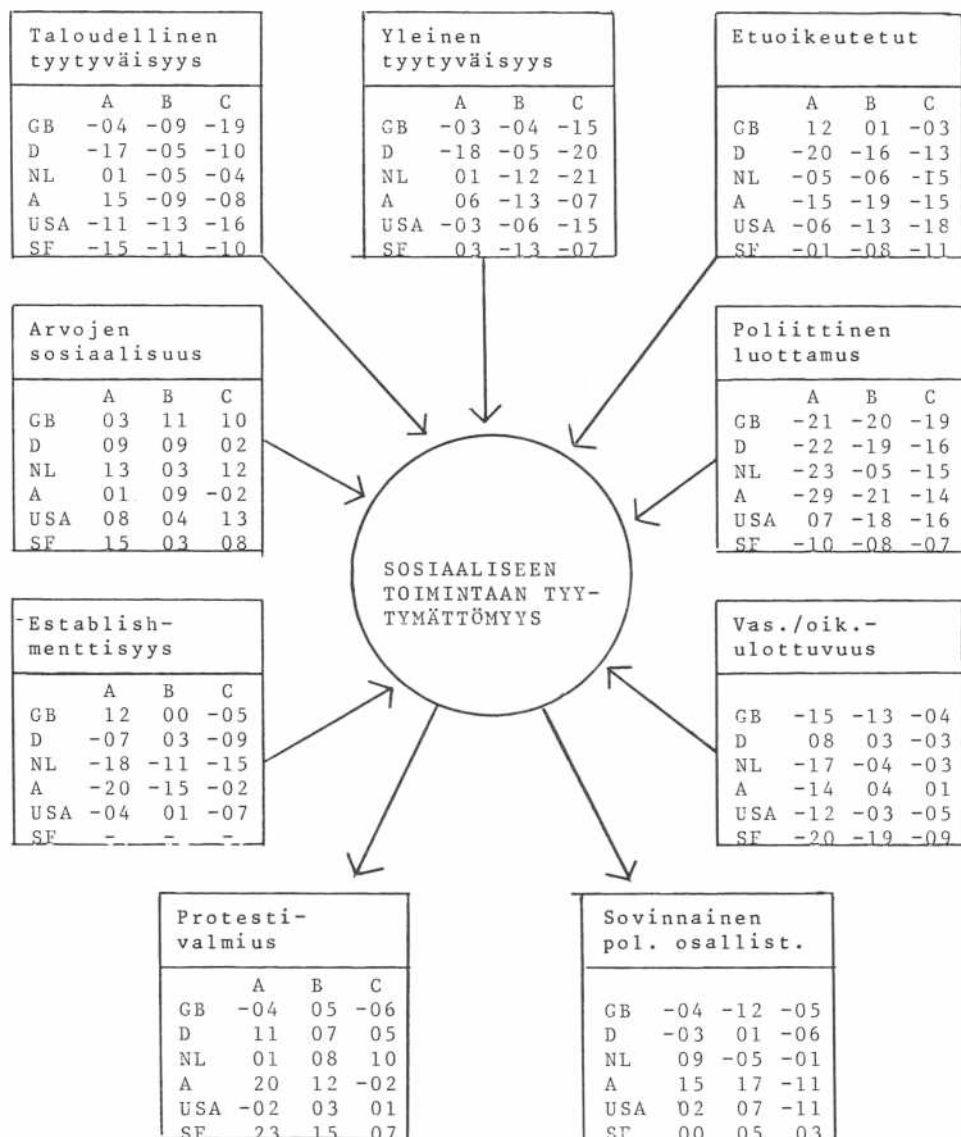 Taloudellinen
tyytyväisyys
A B C
GB -04 -09 -19
D -17 -05 -10
NL 01 -05 -04
A 15 -09 -08
USA -11 -13 -16
SF -15 -11 -10
Yleinen
tyytyväisyys
A B C
GB -03 -04 -15
D -18 -05 -20
NL 01 -12 -21
A 06 -13 -07
USA -03 -06 -15
SF 03 -13 -07
Etuoikeutetut
A B C
GB 12 01 -03
D -20 -16 -13
NL -05 -06 -15
A -15 -19 -15
USA -06 -13 -18
SF -01 -08 -11
Arvojen
sosiaalisuus
A B C
GB 03 11 10
D 09 09 02
NL 13 03 12
A 01 09 -02
USA 08 04 13
SF 15 03 08
Poliittinen
luottamus
A B C
GB -21 -20 -19
D -22 -19 -16
NL -23 -05 -15
A -29 -21 -14
USA 07 -18 -16
SF -10 -08 -07
SOSIAALISEEN
TOIMINTAAN TYY-
TYMÄTTÖMYYS
Establish-
menttisyys
A B C
GB 12 00 -05
D -07 03 -09
NL -18 -11 -15
A -20 -15 -02
USA -04 01 -07
SF - - -
Vas./oik.-
ulottuvuus
GB -15 -13 -04
D 08 03 -03
NL -17 -04 -03
A -14 04 01
USA -12 -03 -05
SF -20 -19 -09
Protesti-
valmius
A B C
GB -04 05 -06
D 11 07 05
NL 01 08 10
A 20 12 -02
USA -02 03 01
SF 23 15 07
Sovinnainen
pol. osallist.
GB -04 -12 -05
D -03 01 -06
NL 09 -05 -01
A 15 17 -11
USA 02 07 -11
SF 00 05 03